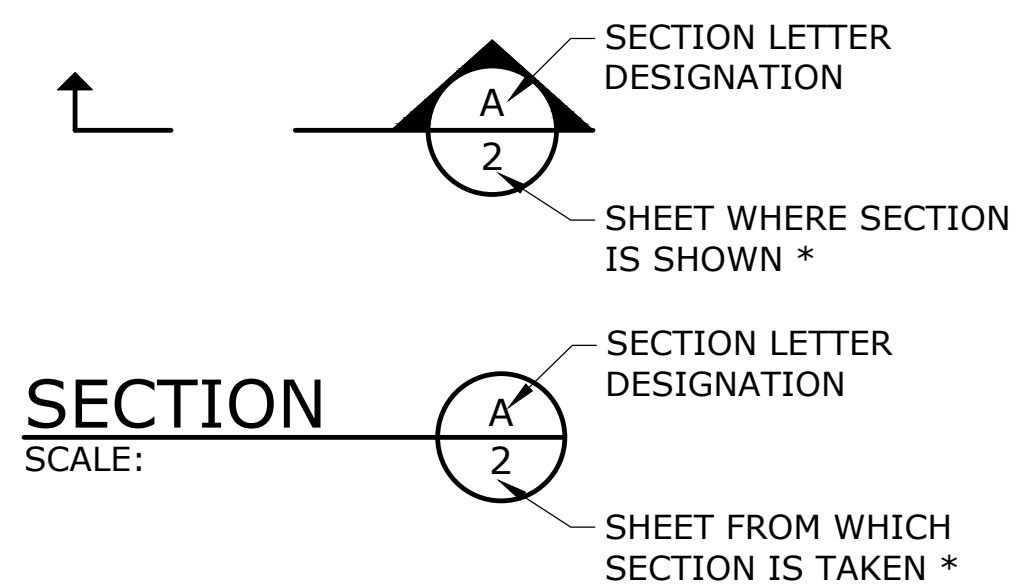 SECTION LETTER
DESIGNATION
A
2
SHEET WHERE SECTION
IS SHOWN *
SECTION LETTER
DESIGNATION
SECTION
A
SCALE:
2
SHEET FROM WHICH
SECTION IS TAKEN *